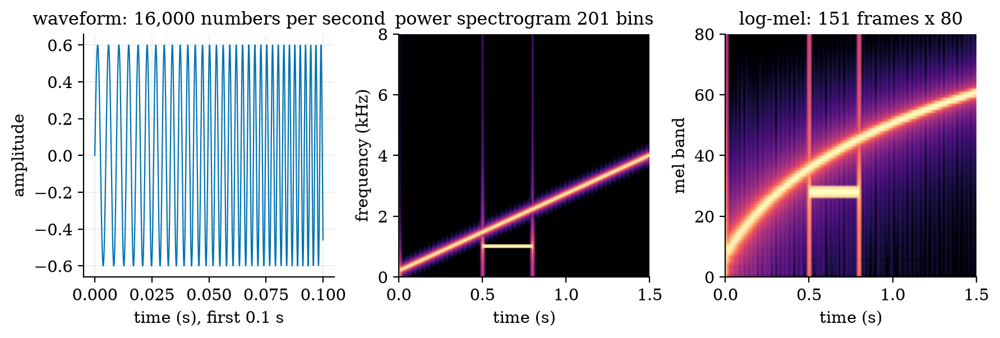 waveform: 16,000 numbers per second
amplitude
0.6
0.4
0.2
0.0
−0.2
−0.4
−0.6
0.000 0.025 0.050 0.075 0.100
time (s), first 0.1 s
power spectrogram 201 bins
frequency (kHz)
8
6
4
2
0
0.0 0.5 1.0 1.5
time (s)
log-mel: 151 frames x 80
mel band
80
60
40
20
0
0.0 0.5 1.0 1.5
time (s)